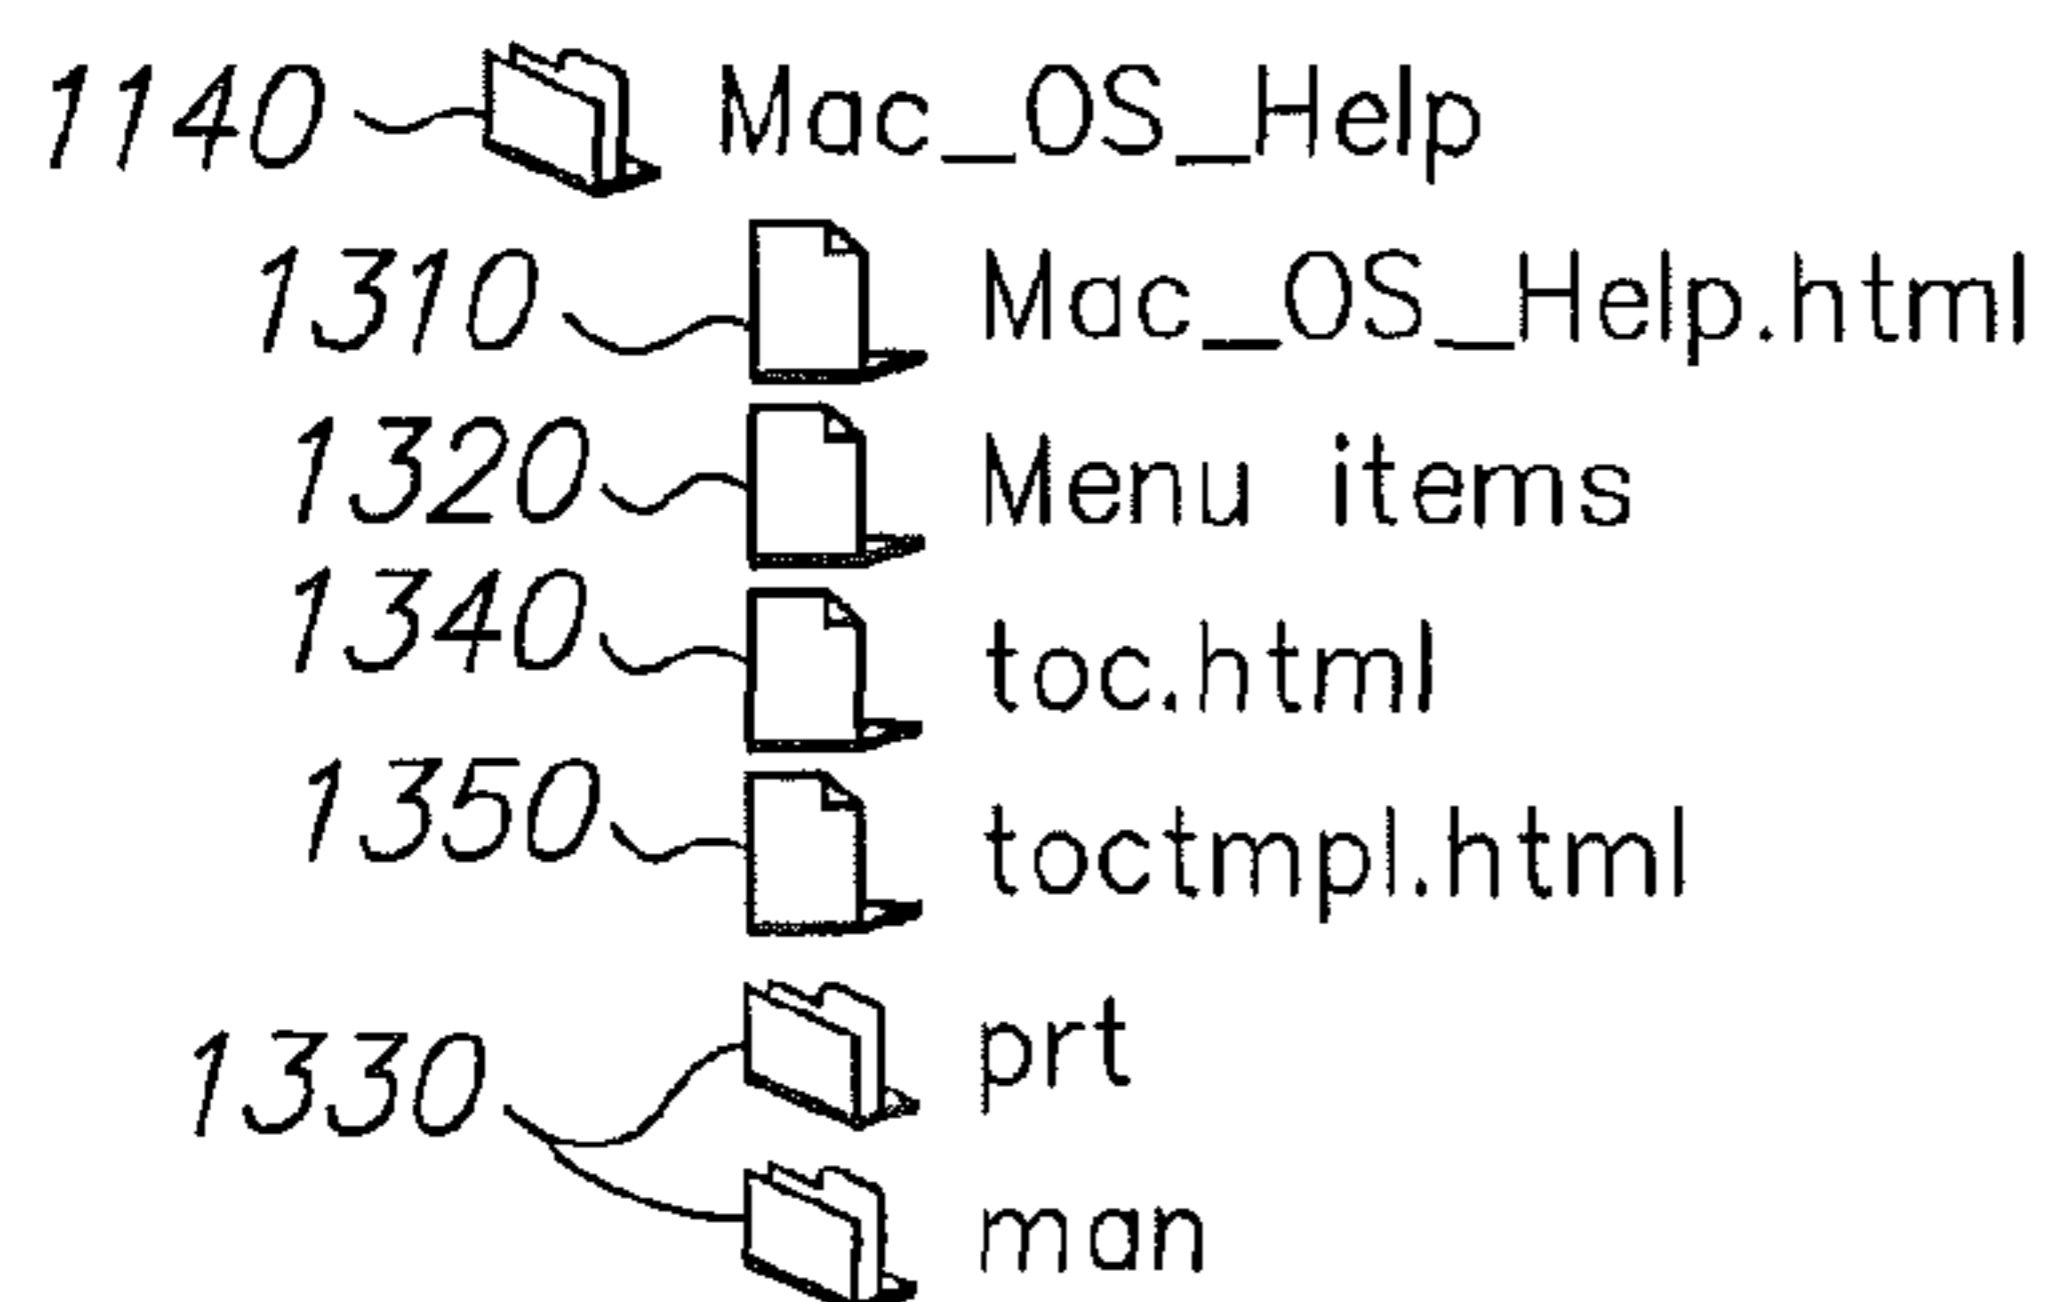 1140 Mac_OS_Help
1310 Mac_OS_Help.html
1320 Menu items
1340 toc.html
1350 toctmpl.html
prt
1330
man